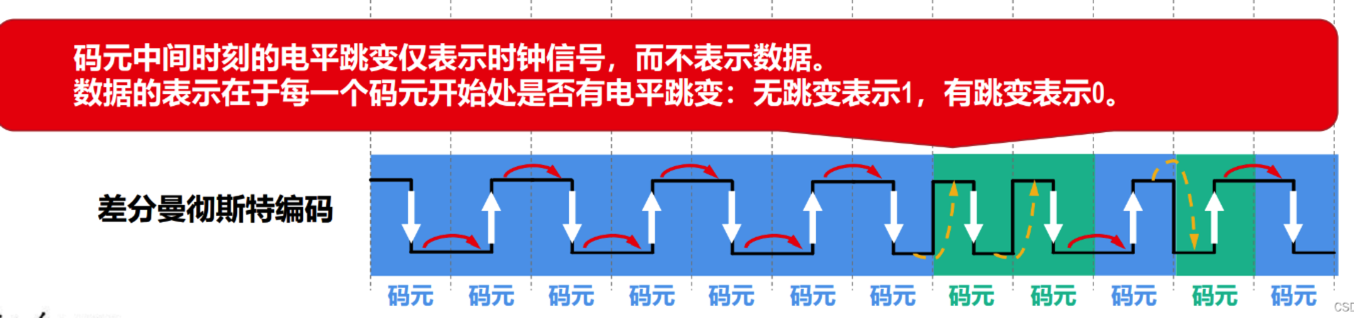 码元中间时刻的电平跳变仅表示时钟信号，而不表示数据。
数据的表示在于每一个码元开始处是否有电平跳变：无跳变表示1，有跳变表示0。
差分曼彻斯特编码
码元 码元 码元 码元 码元 码元 码元 码元 码元 码元 码元 码元